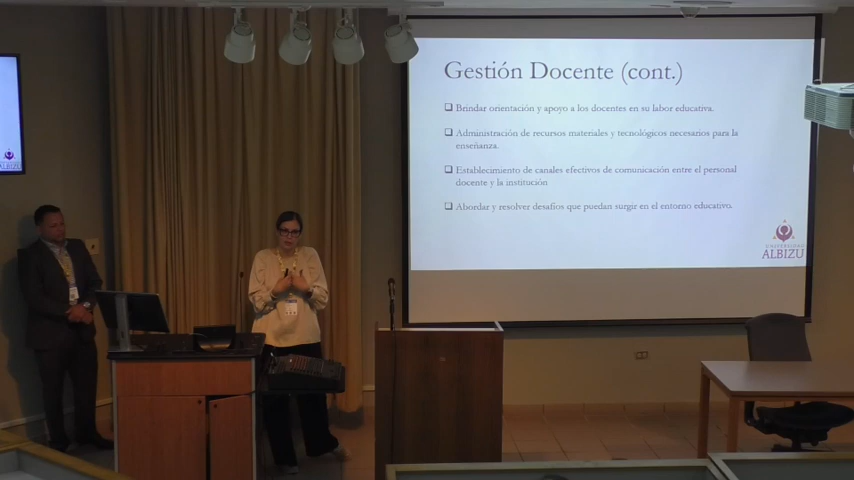 Gestión Docente (cont.)
Brindar orientación y apoyo a los docentes en su labor educativa.
Administración de recursos materiales y tecnológicos necesarios para la
enseñanza.
Establecimiento de canales efectivos de comunicación entre el personal
docente y la institución
Abordar y resolver desafíos que puedan surgir en el entorno educativo.
UNIVERSIDAD
ALBIZU
ALBIZU